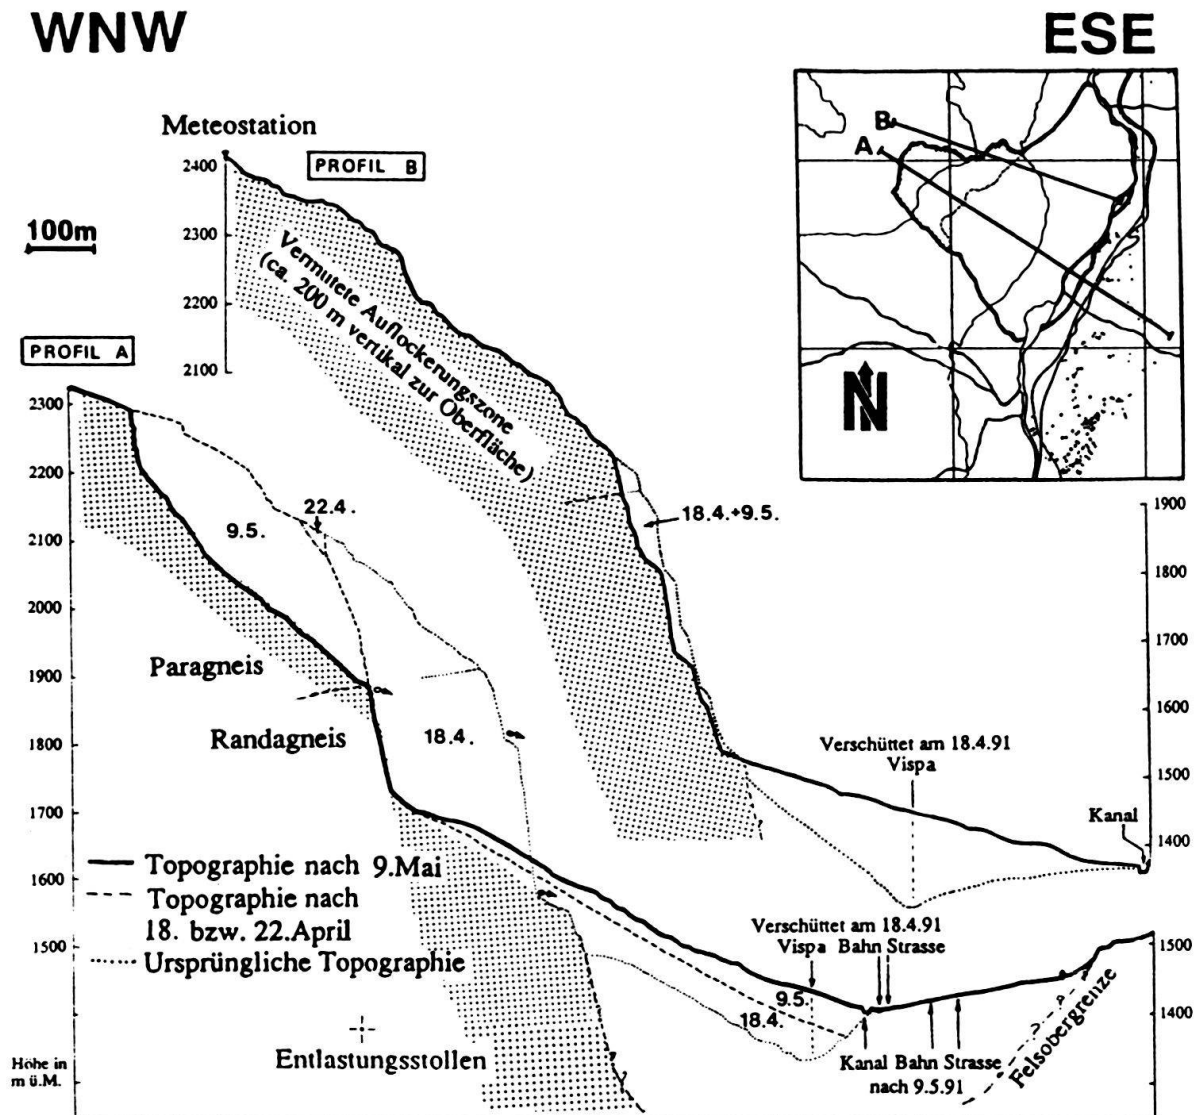 WNW
ESE
Meteostation
PROFIL B
100m
2400
2300
2200
2100
Vermutete Auflockerungszone
(ca. 200 m vertikal zur Oberfläche)
B
A
N
PROFIL A
2300
2200
2100
2000
1900
1800
1700
1600
1500
Höhe in
m ü.M.
22.4.
9.5.
18.4.+9.5.
Paragneis
Randagneis
18.4.
1900
1800
1700
1600
1500
1400
Verschüttet am 18.4.91
Vispa
Kanal
Topographie nach 9.Mai
Topographie nach
18. bzw. 22.April
Ursprüngliche Topographie
Entlastungsstollen
Verschüttet am 18.4.91
Vispa Bahn Strasse
9.5.
18.4.
Kanal Bahn Strasse
nach 9.5.91
Felsobergrenze
?
?
?
?
1500
1400